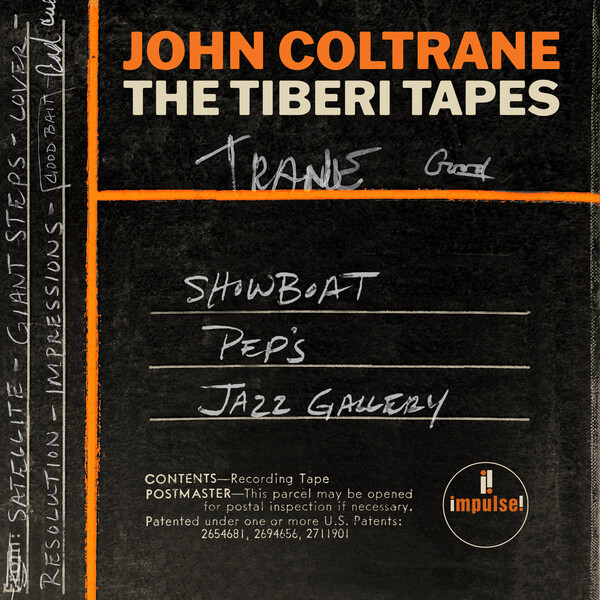 JOHN COLTRANE
THE TIBERI TAPES
TRANE Good
SHOWBOAT
PEP'S
JAZZ GALLERY
CONTENTS—Recording Tape
POSTMASTER—This parcel may be opened
for postal inspection if necessary.
Patented under one or more U.S. Patents:
2654681, 2694656, 2711901
i!
impulse!
From: SATELLITE - GIANT STEPS - LOVER -
RESOLUTION - IMPRESSIONS - GOOD BAIT